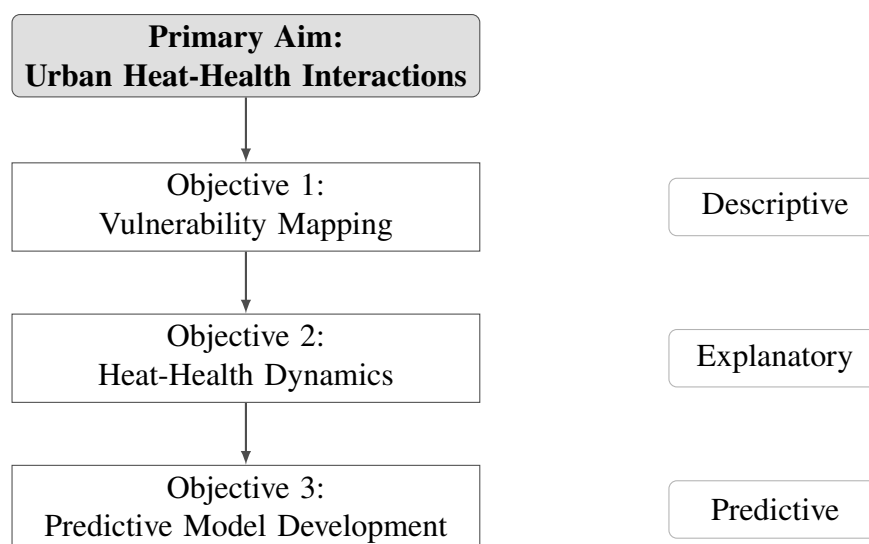 Primary Aim:
Urban Heat-Health Interactions
Objective 1:
Vulnerability Mapping
Descriptive
Objective 2:
Heat-Health Dynamics
Explanatory
Objective 3:
Predictive Model Development
Predictive